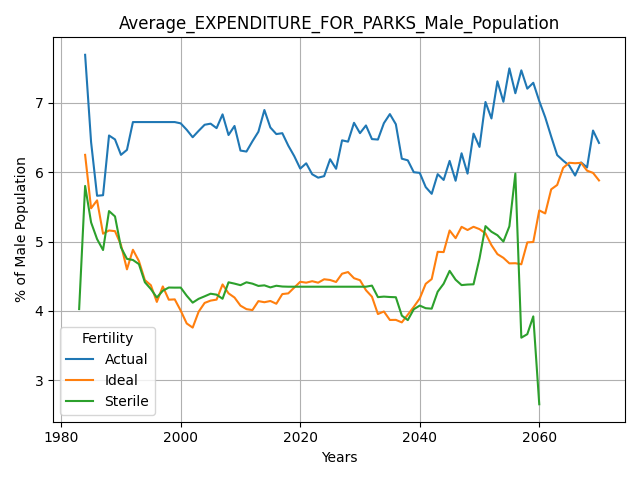 Average_EXPENDITURE_FOR_PARKS_Male_Population
% of Male Population
7
6
5
4
3
Fertility
Actual
Ideal
Sterile
1980 2000 2020 2040 2060
Years